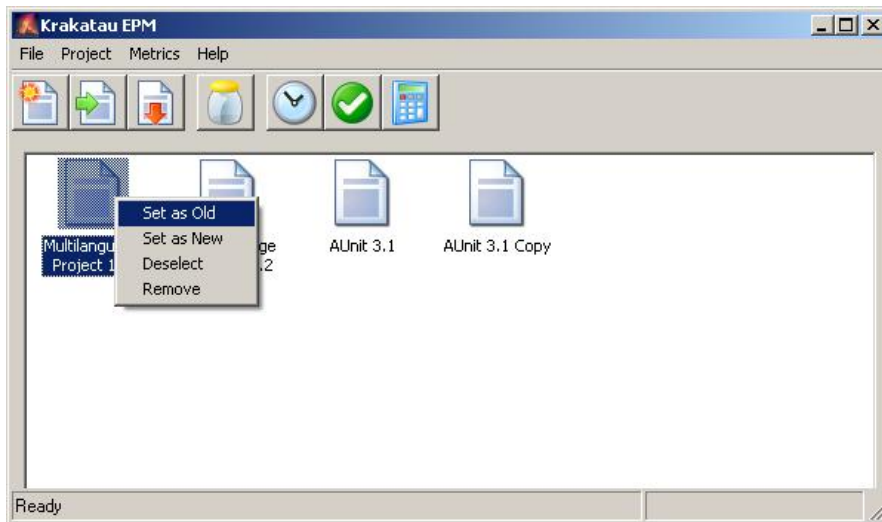 Krakatau EPM
File Project Metrics Help
Set as Old
Set as New
Deselect
Remove
Multilangu
Project 1
ge
.2
AUnit 3.1
AUnit 3.1 Copy
Ready